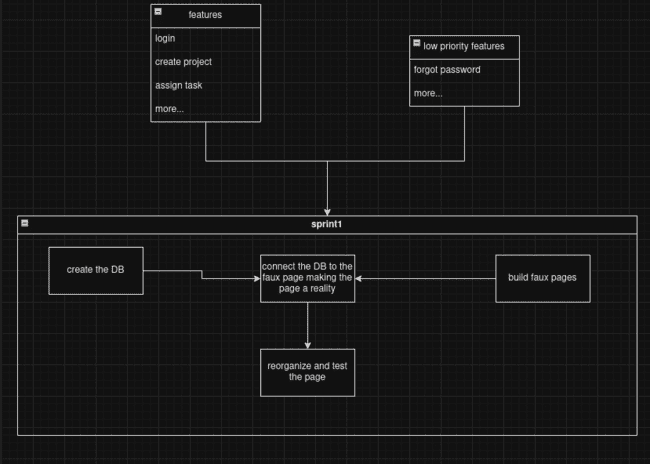 features
login
create project
assign task
more...
low priority features
forgot password
more...
sprint1
create the DB
connect the DB to the
faux page making the
page a reality
build faux pages
reorganize and test
the page